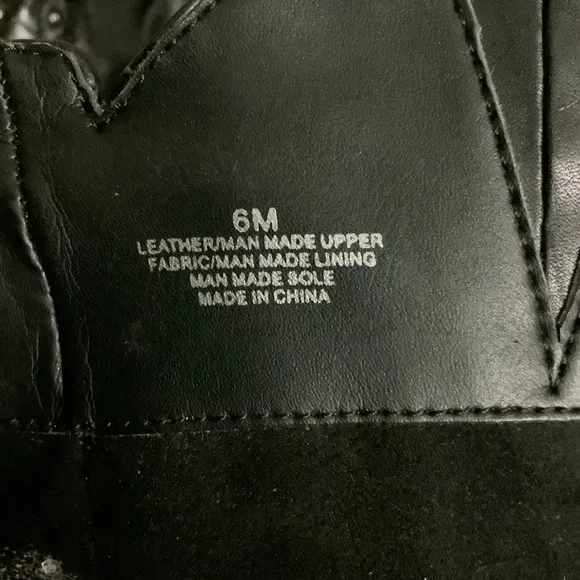 6M
LEATHER/MAN MADE UPPER
FABRIC/MAN MADE LINING
MAN MADE SOLE
MADE IN CHINA